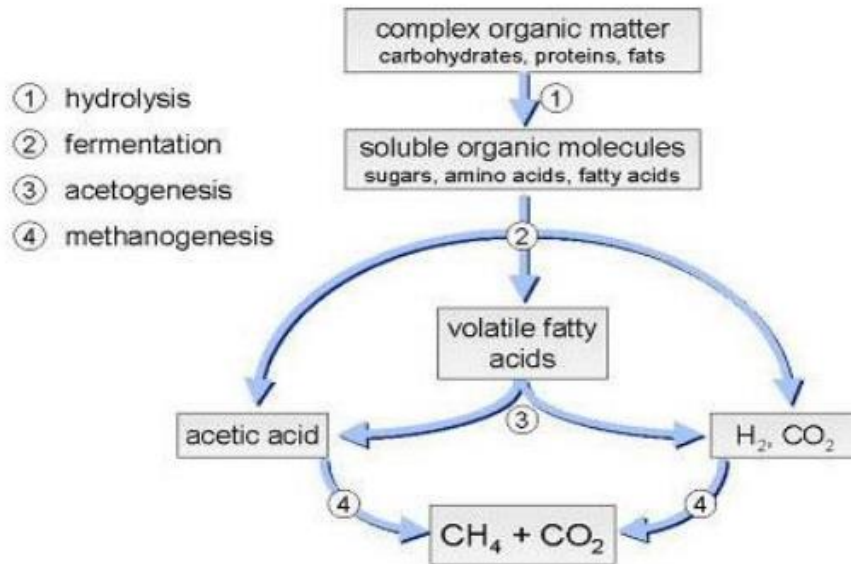 complex organic matter
carbohydrates, proteins, fats
① hydrolysis
② fermentation
③ acetogenesis
④ methanogenesis
①
soluble organic molecules
sugars, amino acids, fatty acids
②
volatile fatty
acids
acetic acid
③
H₂, CO₂
④
④
CH₄ + CO₂